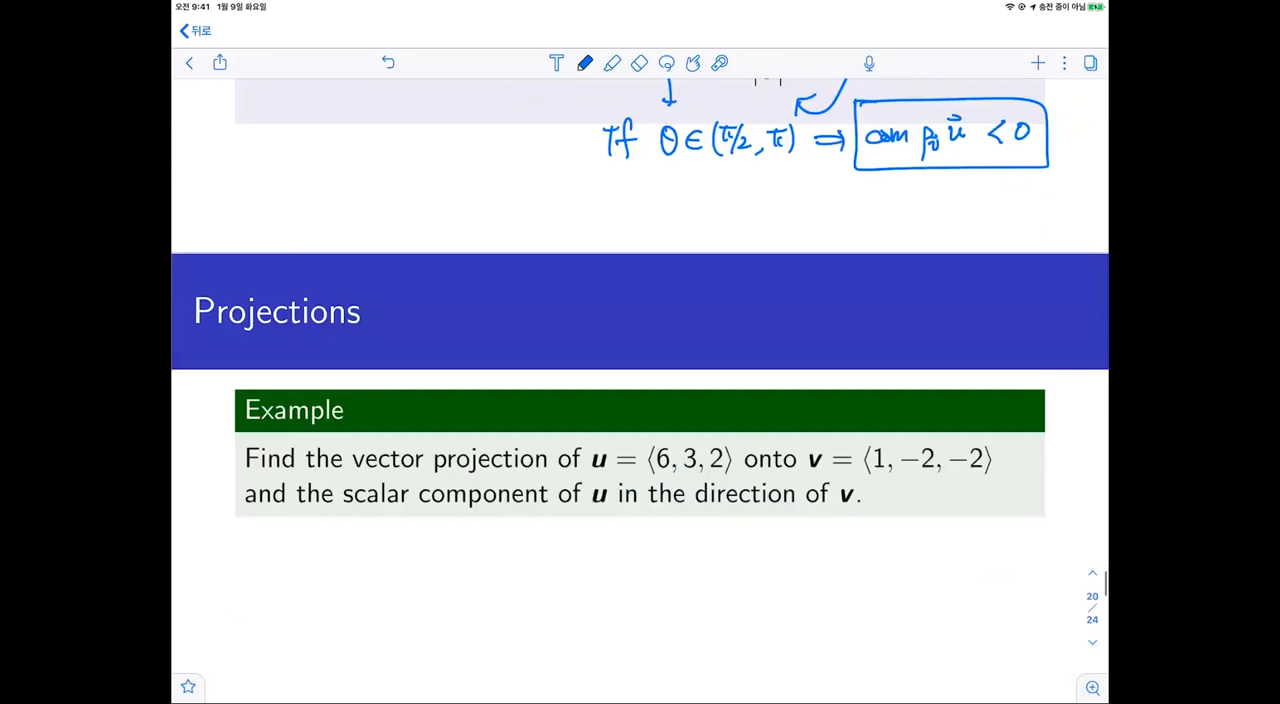 오전 9:41 1월 9일 화요일
충전 중이 아님
뒤로
If θ ∈ (π/2, π) ⇒ comp_v⃗ u⃗ < 0
Projections
Example
Find the vector projection of u = ⟨6, 3, 2⟩ onto v = ⟨1, −2, −2⟩
and the scalar component of u in the direction of v.
20
/
24